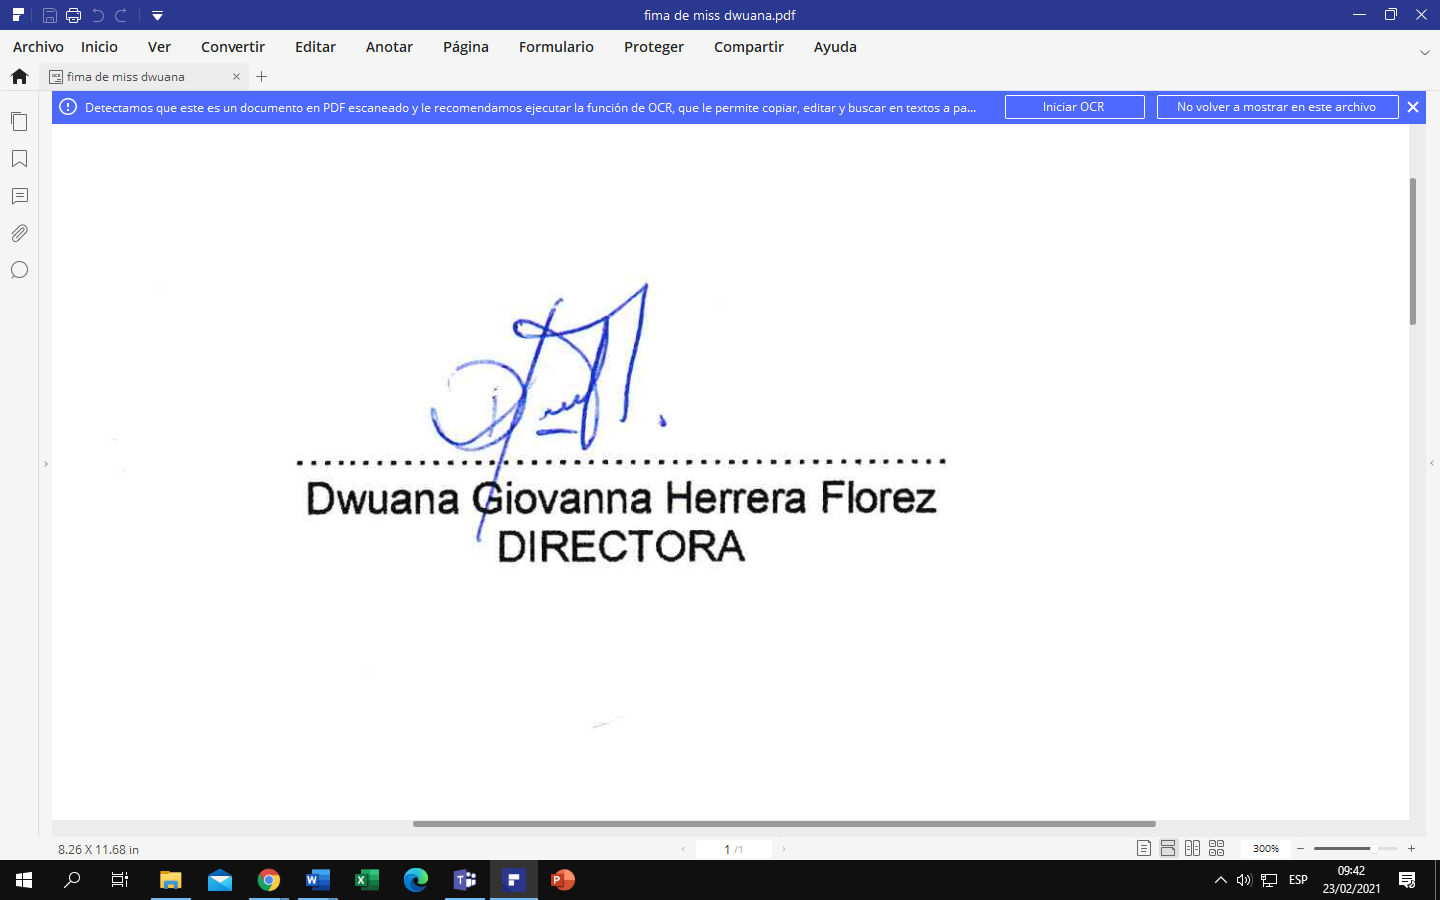 fima de miss dwuana.pdf
Archivo Inicio Ver Convertir Editar Anotar Página Formulario Proteger Compartir Ayuda
fima de miss dwuana
Detectamos que este es un documento en PDF escaneado y le recomendamos ejecutar la función de OCR, que le permite copiar, editar y buscar en textos a pa... Iniciar OCR No volver a mostrar en este archivo
Dwuana Giovanna Herrera Florez
DIRECTORA
8.26 X 11.68 in 1 /1 300%
ESP 09:42
23/02/2021